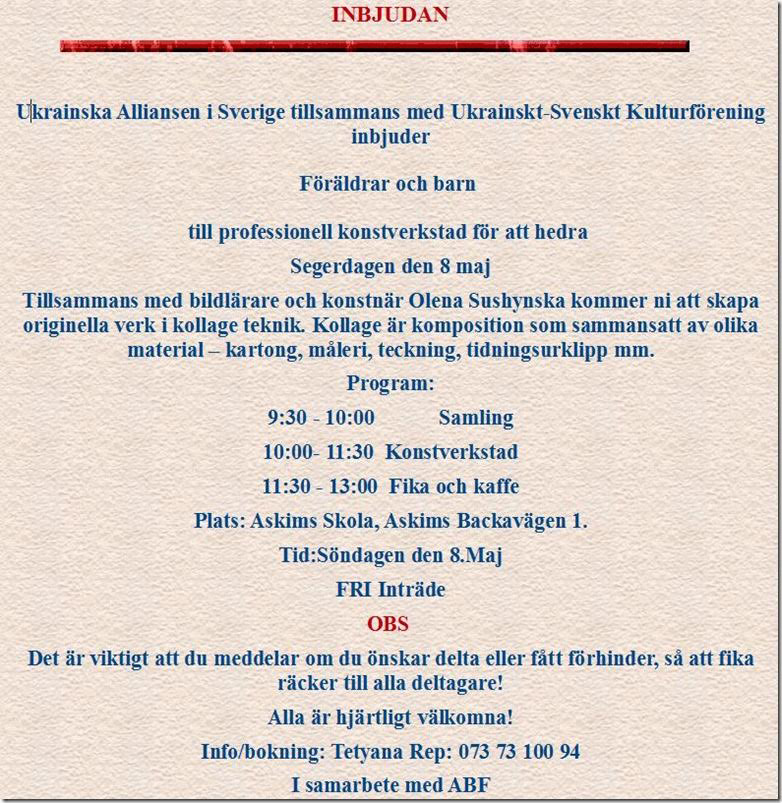 INBJUDAN
Ukrainska Alliansen i Sverige tillsammans med Ukrainskt-Svenskt Kulturförening
inbjuder
Föräldrar och barn
till professionell konstverkstad för att hedra
Segerdagen den 8 maj
Tillsammans med bildlärare och konstnär Olena Sushynska kommer ni att skapa
originella verk i kollage teknik. Kollage är komposition som sammansatt av olika
material – kartong, måleri, teckning, tidningsurklipp mm.
Program:
9:30 - 10:00 Samling
10:00- 11:30 Konstverkstad
11:30 - 13:00 Fika och kaffe
Plats: Askims Skola, Askims Backavägen 1.
Tid:Söndagen den 8.Maj
FRI Inträde
OBS
Det är viktigt att du meddelar om du önskar delta eller fått förhinder, så att fika
räcker till alla deltagare!
Alla är hjärtligt välkomna!
Info/bokning: Tetyana Rep: 073 73 100 94
I samarbete med ABF